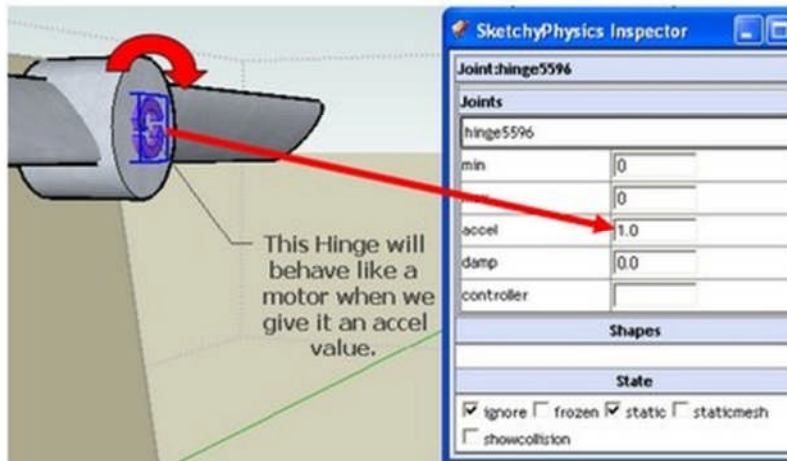 SketchyPhysics Inspector
Joint:hinge5596
Joints
hinge5596
min 0
0
accel 1.0
damp 0.0
controller
Shapes
State
ignore frozen static staticmesh
showcollision
This Hinge will
behave like a
motor when we
give it an accel
value.